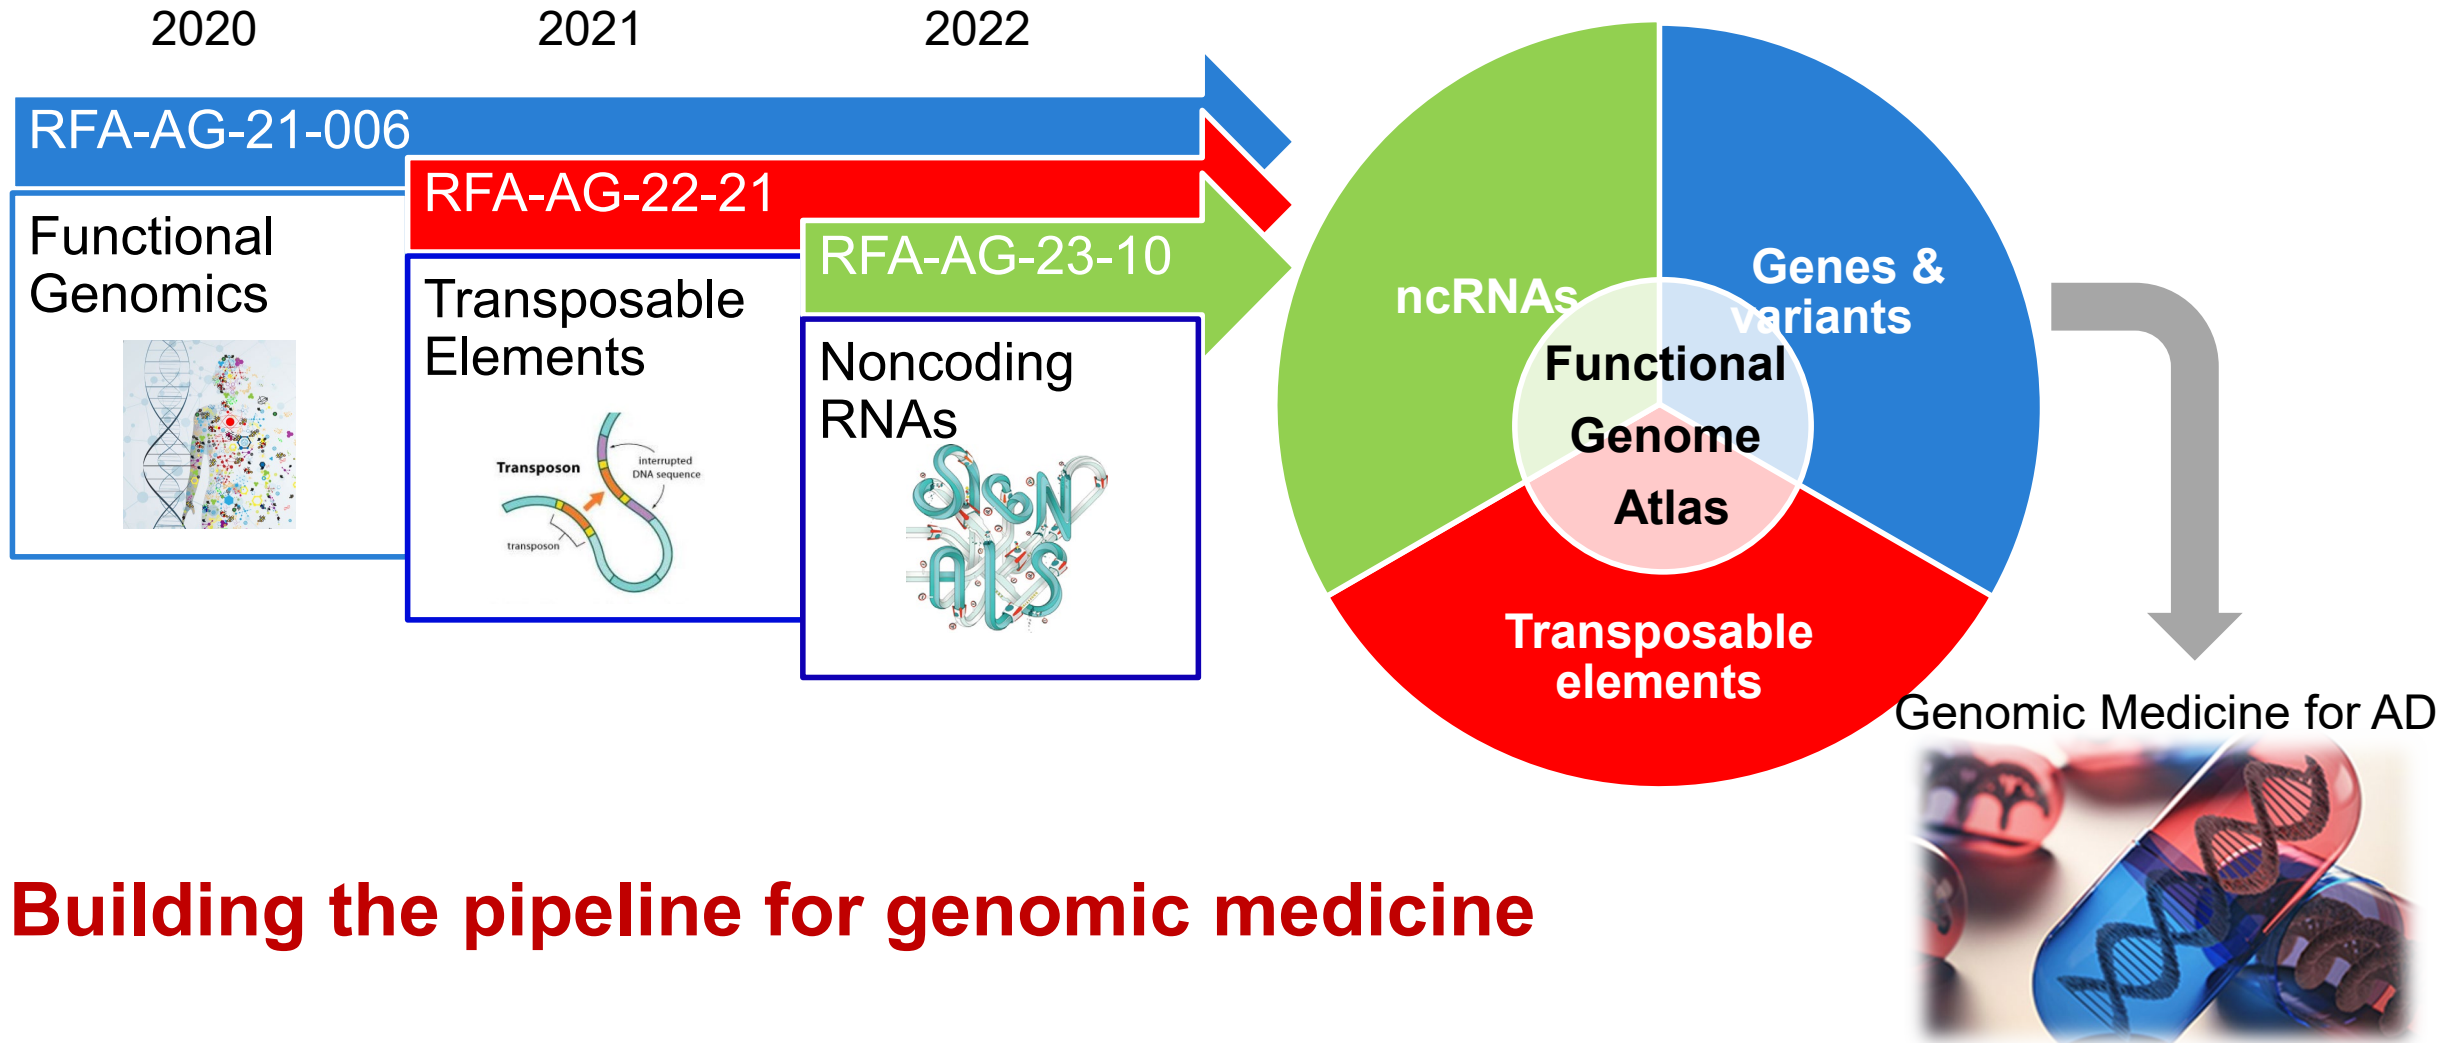 2020
2021
2022
RFA-AG-21-006
Functional
Genomics
RFA-AG-22-21
Transposable
Elements
Transposon
interrupted
DNA sequence
transposon
RFA-AG-23-10
Noncoding
RNAs
SIGN
ALS
ncRNAs
Genes &
variants
Functional
Genome
Atlas
Transposable
elements
Genomic Medicine for AD
Building the pipeline for genomic medicine